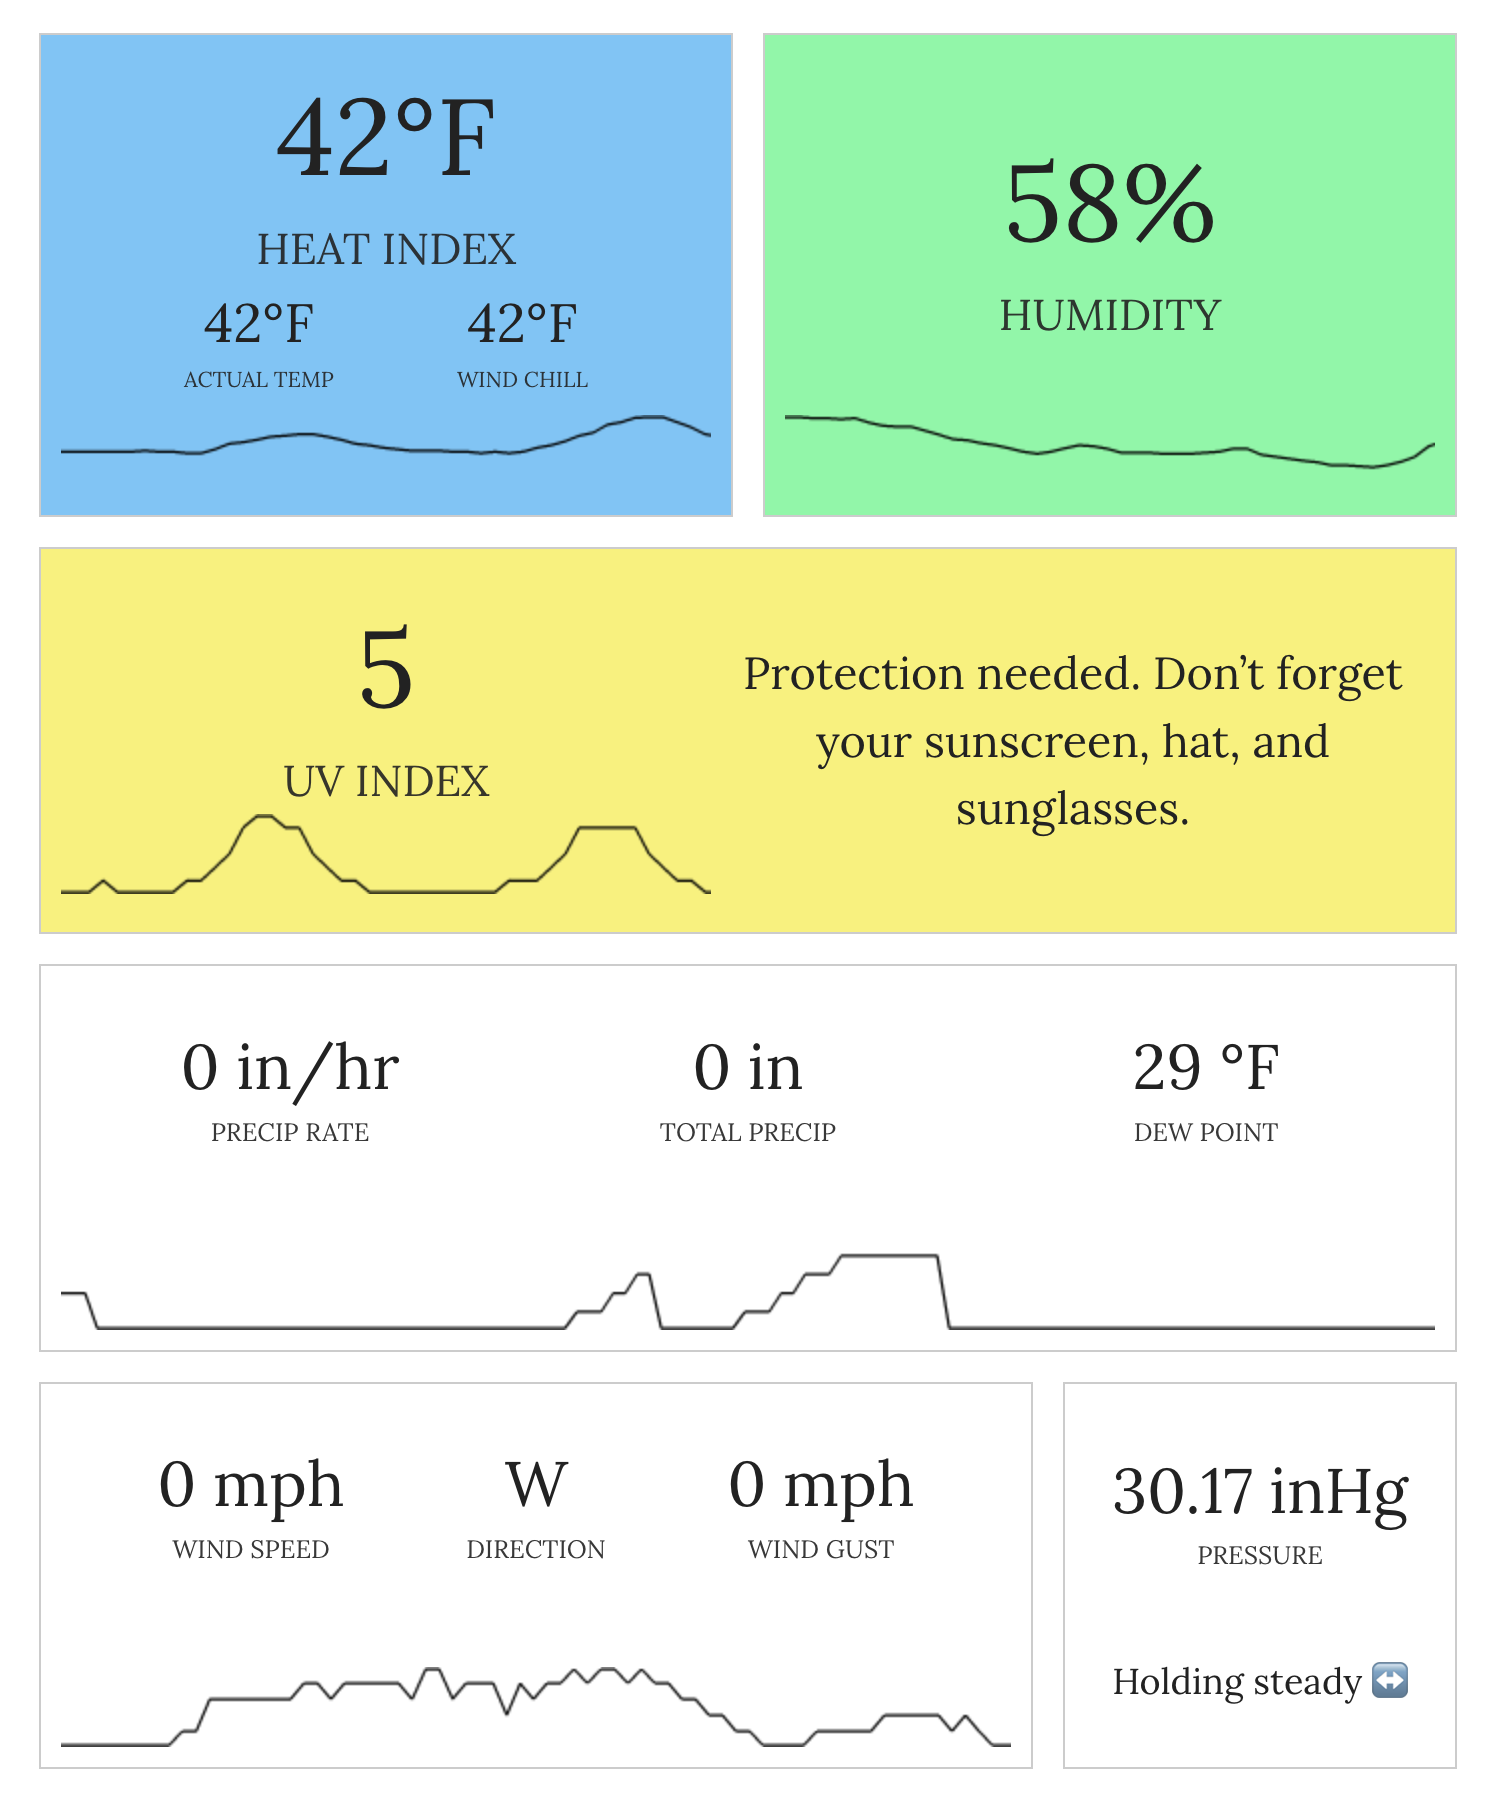 42°F
HEAT INDEX
42°F 42°F
ACTUAL TEMP WIND CHILL
58%
HUMIDITY
5
UV INDEX
Protection needed. Don’t forget
your sunscreen, hat, and
sunglasses.
0 in/hr 0 in 29 °F
PRECIP RATE TOTAL PRECIP DEW POINT
0 mph W 0 mph
WIND SPEED DIRECTION WIND GUST
30.17 inHg
PRESSURE
Holding steady ↔️